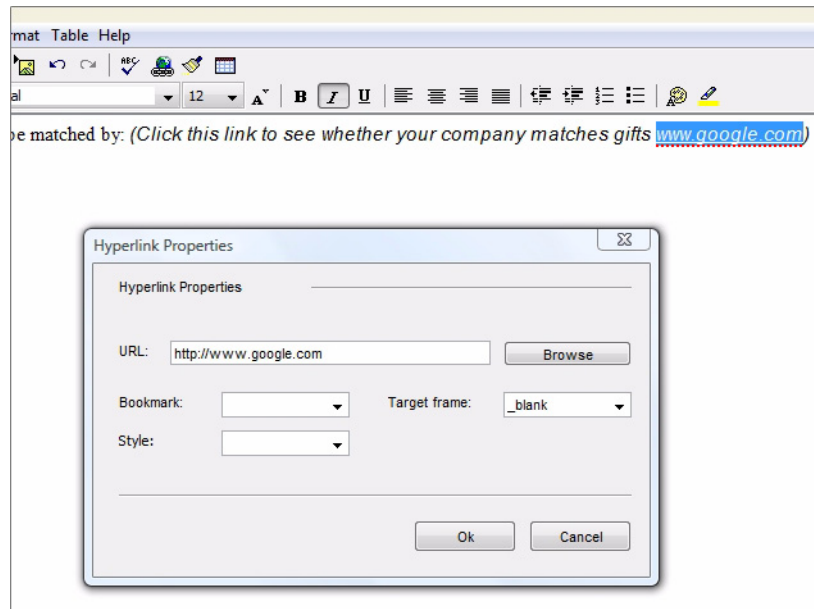 rmat Table Help
ABC
al 12 A B I U A
be matched by: (Click this link to see whether your company matches gifts www.google.com)
Hyperlink Properties
Hyperlink Properties
URL: http://www.google.com Browse
Bookmark: Target frame: _blank
Style:
Ok Cancel